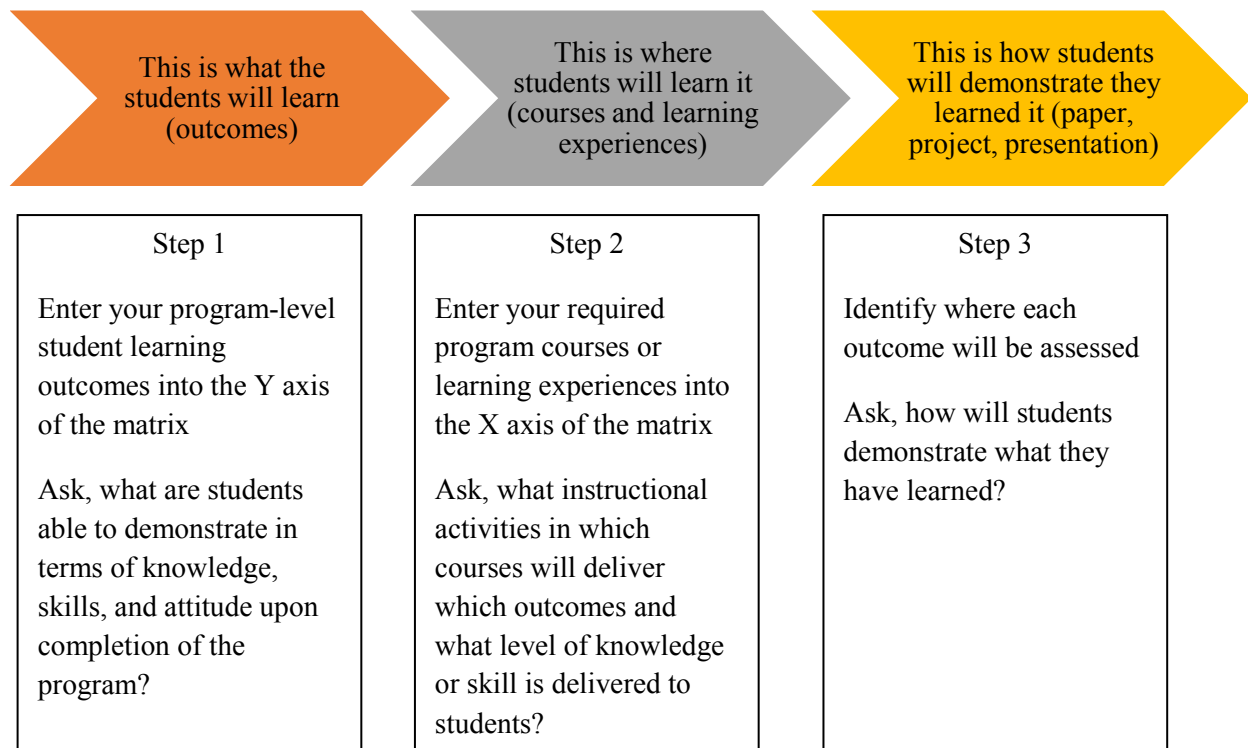 This is what the
students will learn
(outcomes)
This is where
students will learn it
(courses and learning
experiences)
This is how students
will demonstrate they
learned it (paper,
project, presentation)
Step 1
Enter your program-level
student learning
outcomes into the Y axis
of the matrix
Ask, what are students
able to demonstrate in
terms of knowledge,
skills, and attitude upon
completion of the
program?
Step 2
Enter your required
program courses or
learning experiences into
the X axis of the matrix
Ask, what instructional
activities in which
courses will deliver
which outcomes and
what level of knowledge
or skill is delivered to
students?
Step 3
Identify where each
outcome will be assessed
Ask, how will students
demonstrate what they
have learned?